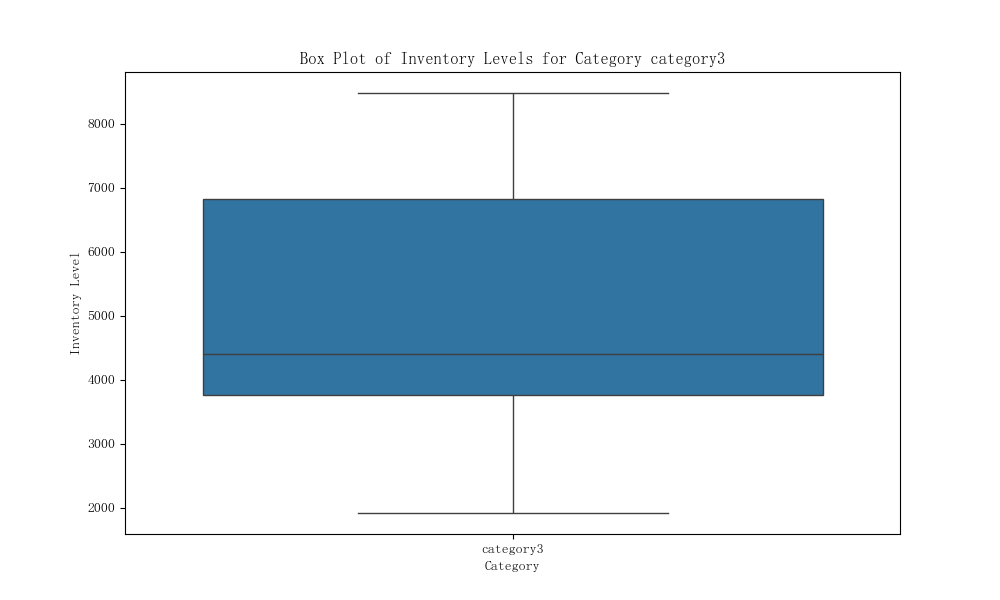 Box Plot of Inventory Levels for Category category3
Inventory Level
8000
7000
6000
5000
4000
3000
2000
category3
Category